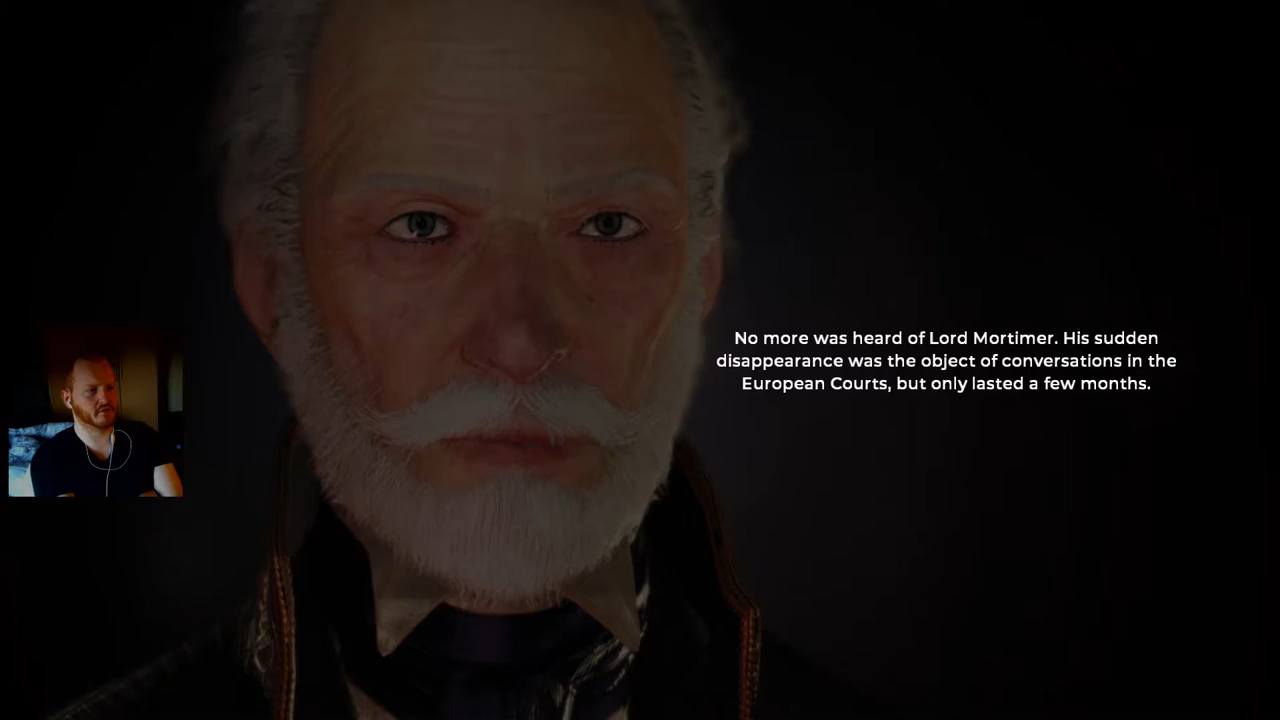 No more was heard of Lord Mortimer. His sudden
disappearance was the object of conversations in the
European Courts, but only lasted a few months.